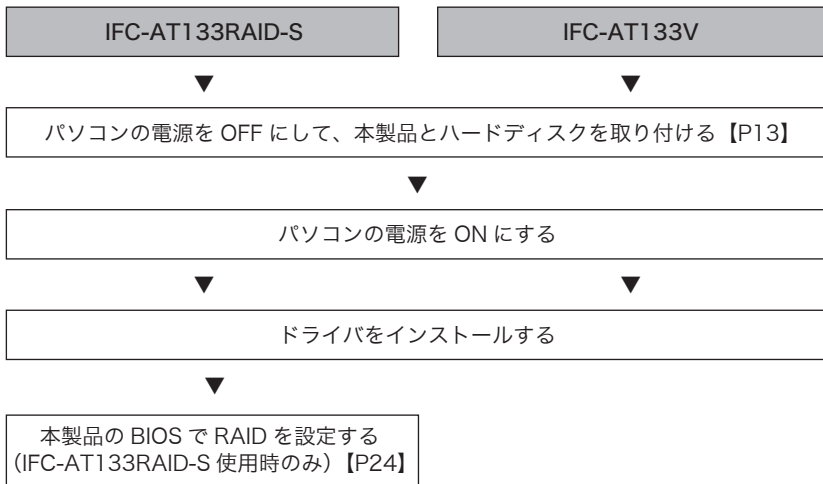 IFC-AT133RAID-S
IFC-AT133V
パソコンの電源を OFF にして、本製品とハードディスクを取り付ける【P13】
パソコンの電源を ON にする
ドライバをインストールする
本製品の BIOS で RAID を設定する
（IFC-AT133RAID-S 使用時のみ）【P24】